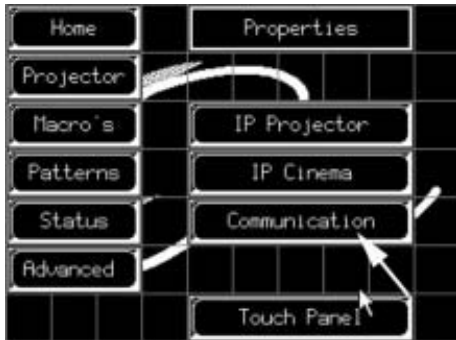 Home
Properties
Projector
Macro's
IP Projector
Patterns
IP Cinema
Status
Communication
Advanced
Touch Panel